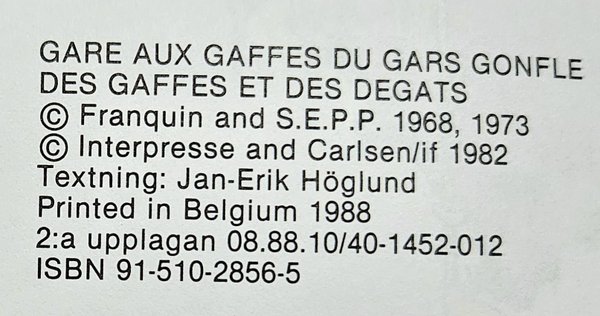 GARE AUX GAFFES DU GARS GONFLE
DES GAFFES ET DES DEGATS
© Franquin and S.E.P.P. 1968, 1973
© Interpresse and Carlsen/if 1982
Textning: Jan-Erik Höglund
Printed in Belgium 1988
2:a upplagan 08.88.10/40-1452-012
ISBN 91-510-2856-5